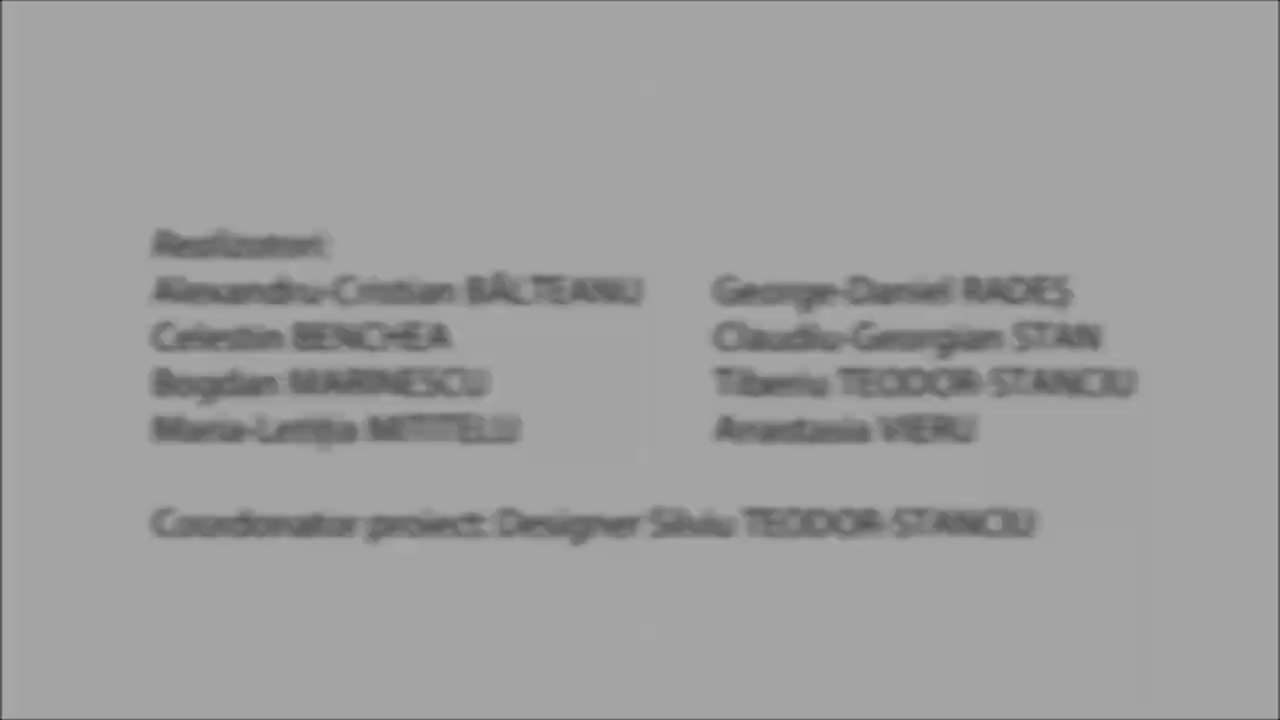 Realizatori:
Alexandru-Cristian BÂLTEANU
Celestin BENCHEA
Bogdan MARINESCU
Maria-Letiția MITITELU
George-Daniel RADEȘ
Claudiu-Georgian STAN
Tiberiu TEODOR-STANCIU
Anastasia VIERU
Coordonator proiect: Designer Silviu TEODOR-STANCIU